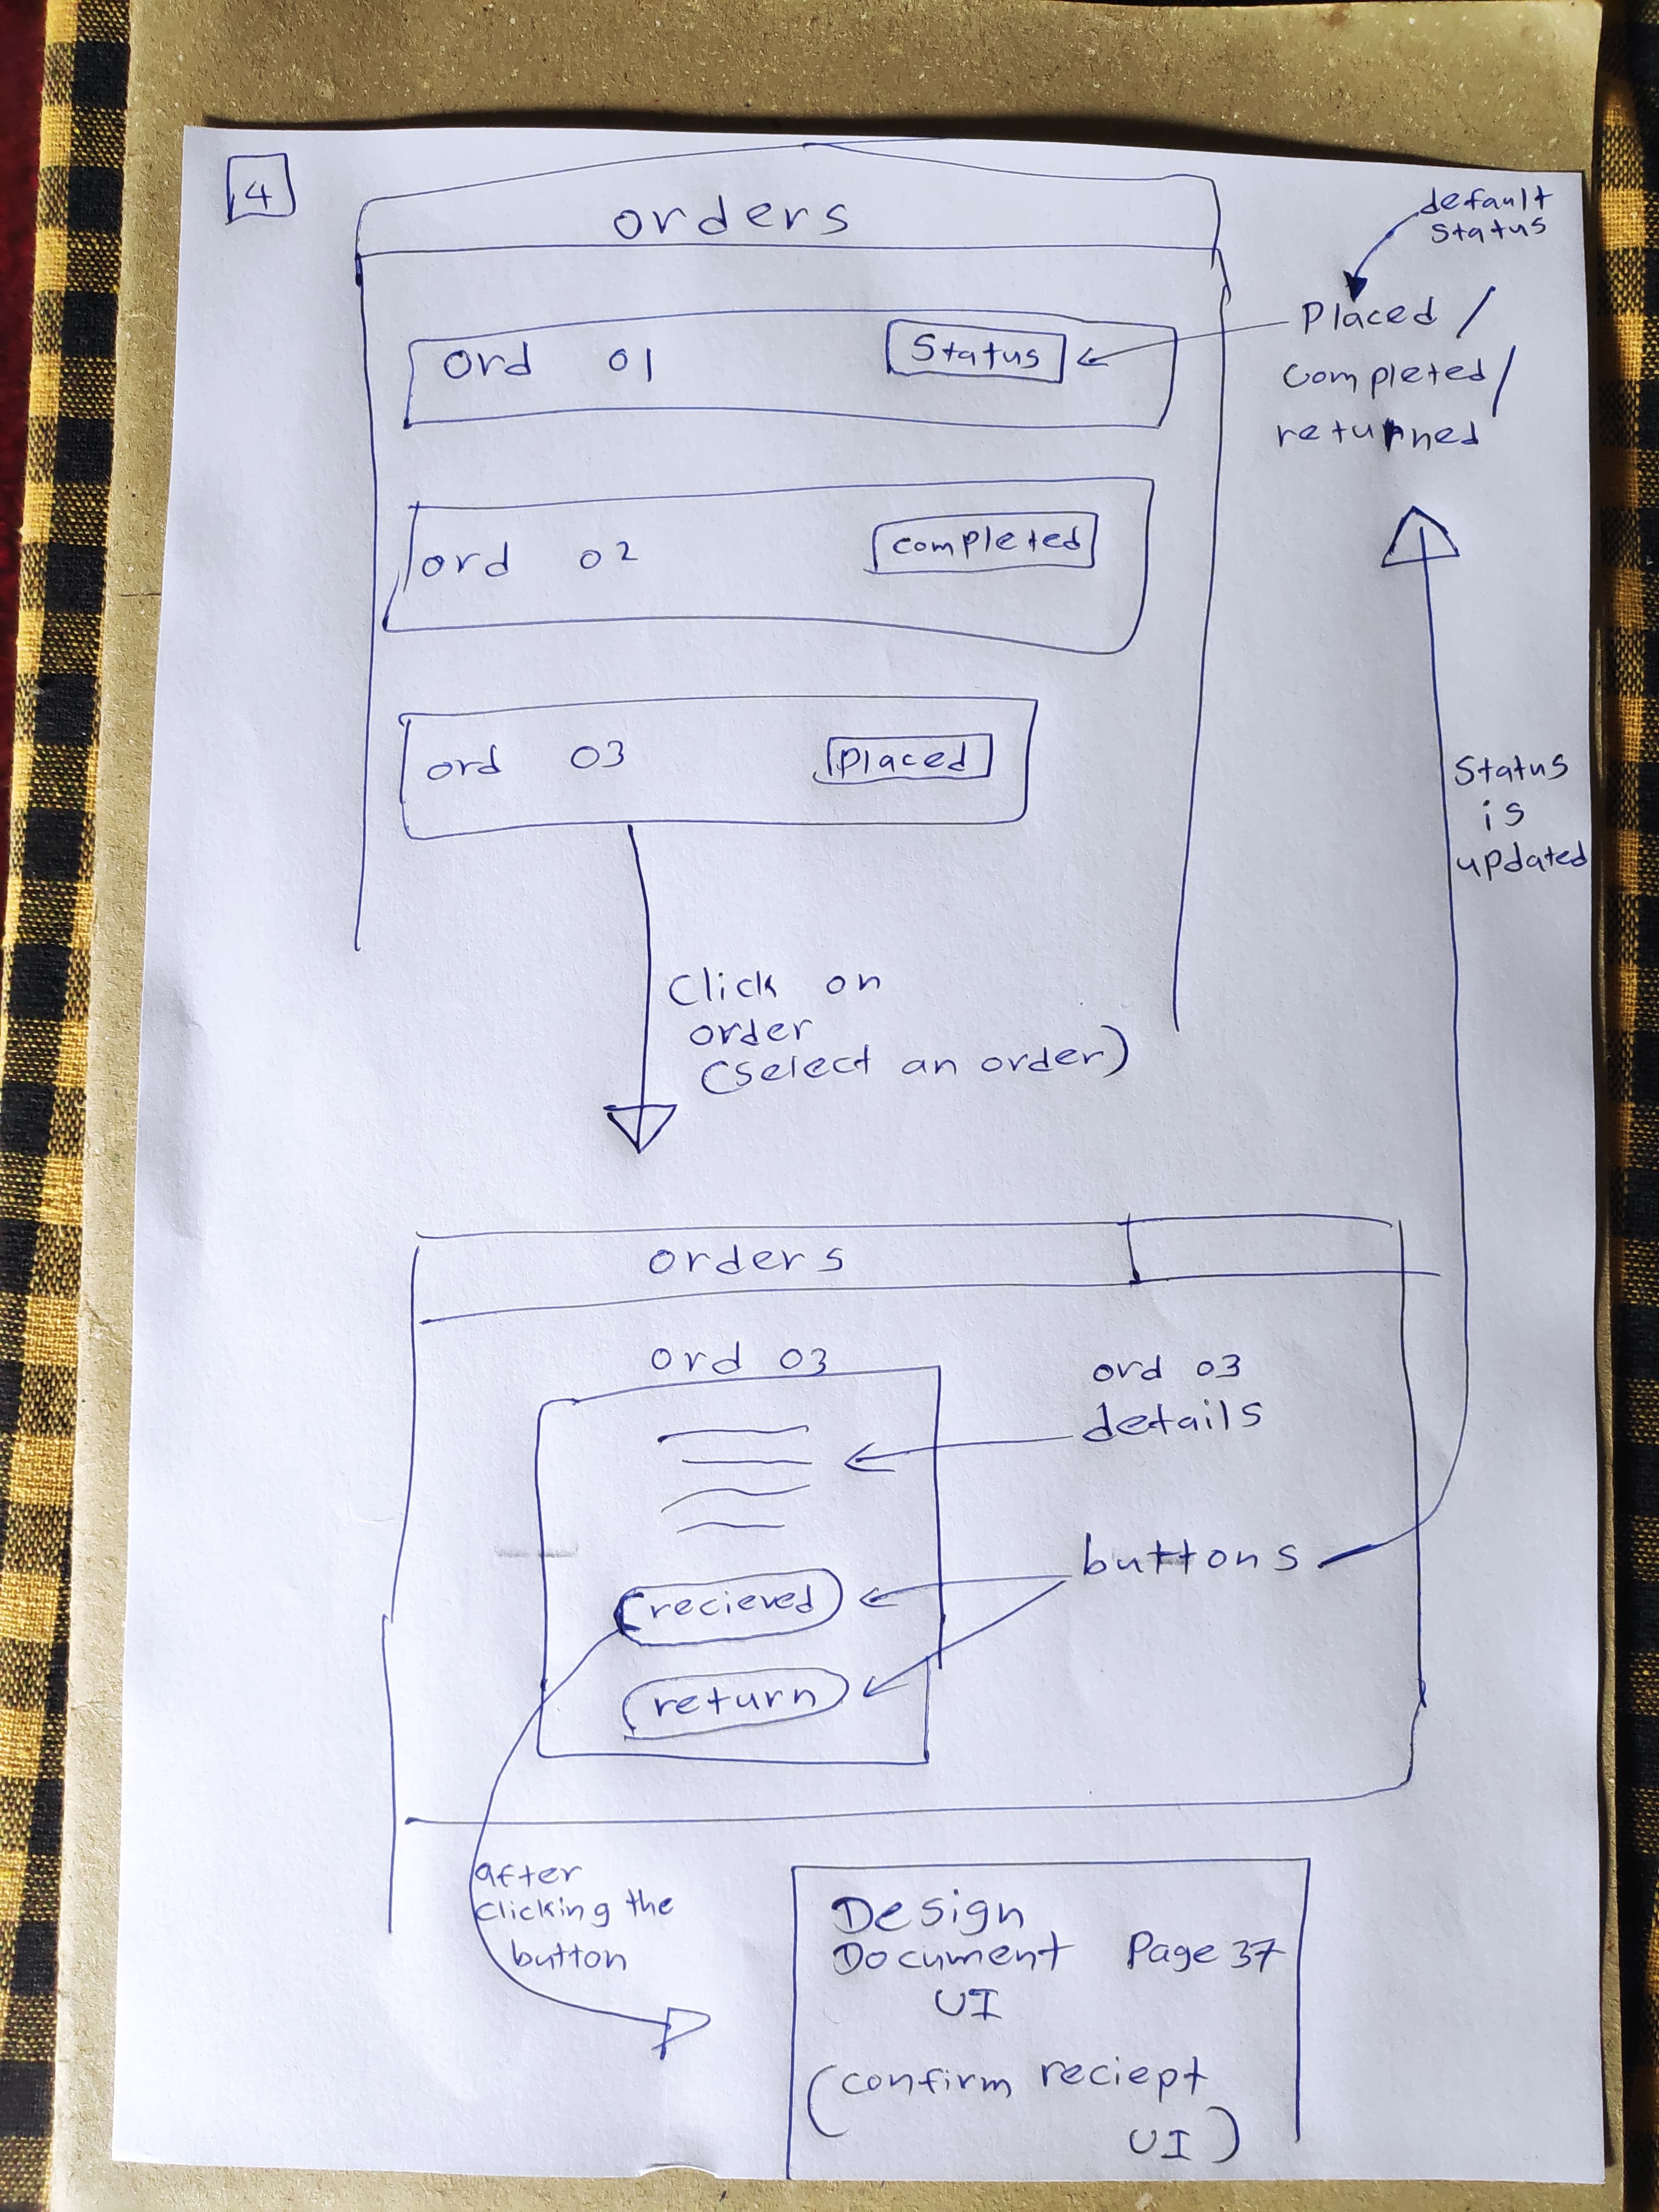 4
orders
default
status
ord 01
Status
Placed /
completed/
returned
ord 02
completed
ord 03
Placed
Status
is
updated
Click on
order
(select an order)
orders
ord 03
ord 03
details
buttons
recieved
return
after
clicking the
button
Design
Document Page 37
UI
(confirm reciept
UI)